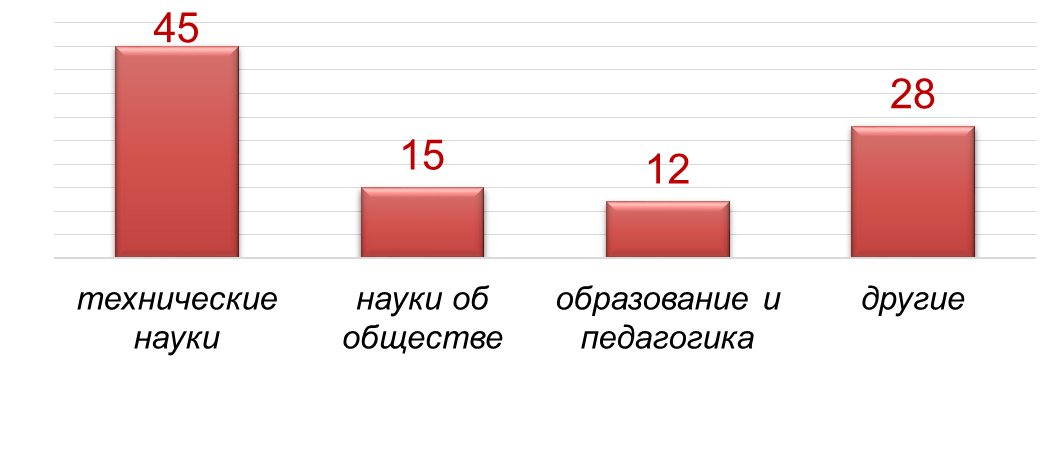 45
28
15
12
технические
науки
науки об
обществе
образование и
педагогика
другие